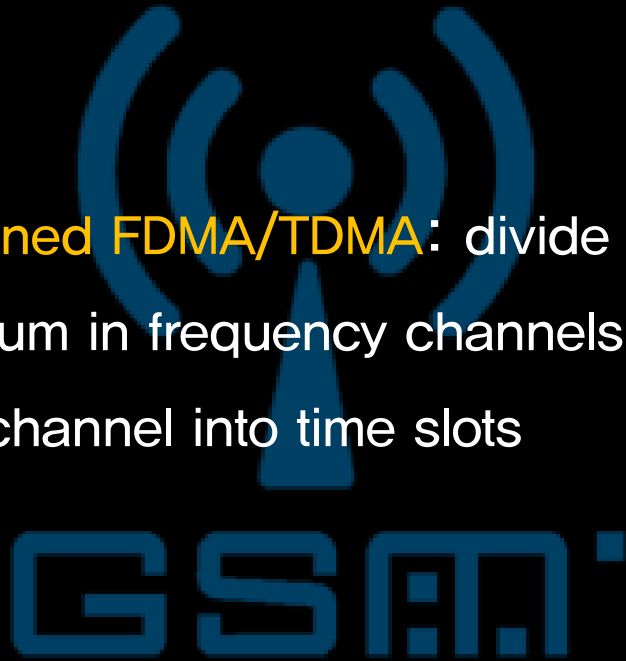 ned FDMA/TDMA: divide
um in frequency channels
channel into time slots
GSM